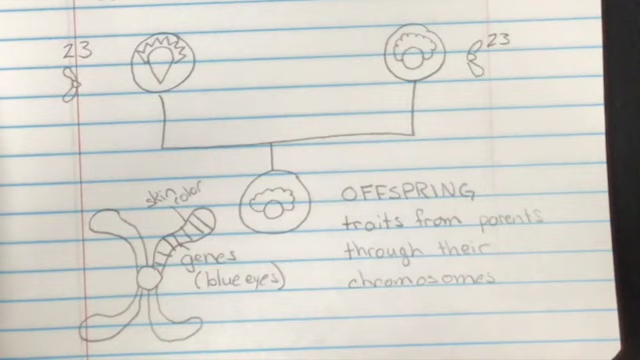 23
23
skin color
genes
(blue eyes)
OFFSPRING
traits from parents
through their
chromosomes